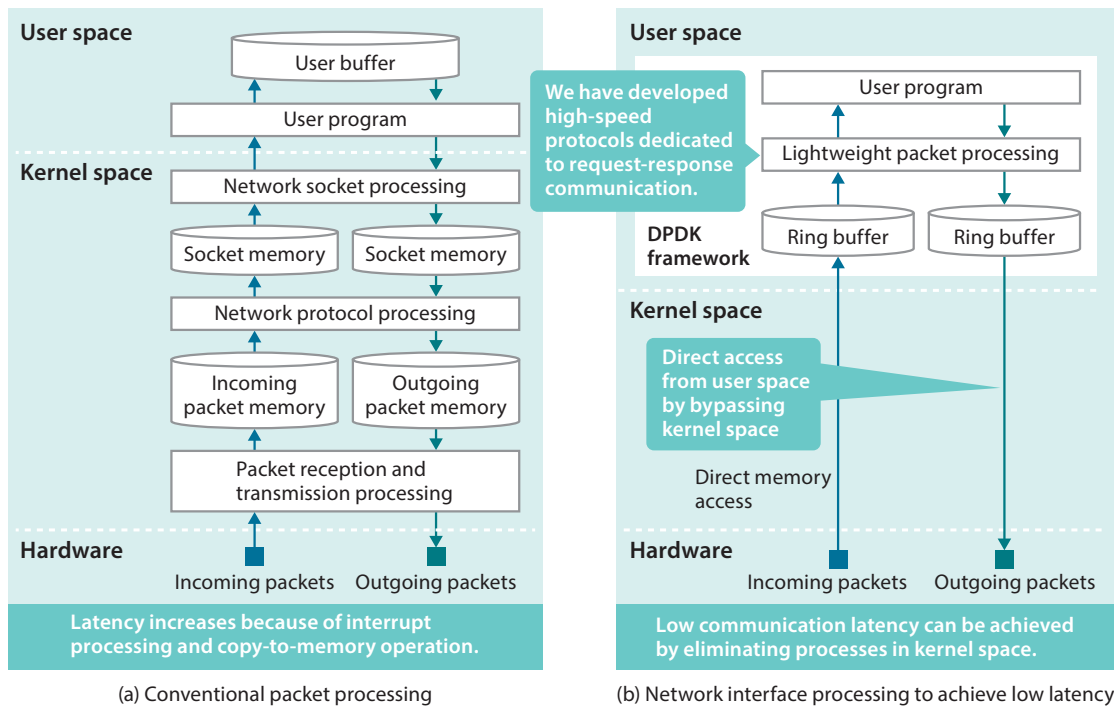 User space
User buffer
User program
Kernel space
Network socket processing
Socket memory
Socket memory
Network protocol processing
Incoming
packet memory
Outgoing
packet memory
Packet reception and
transmission processing
Hardware
Incoming packets
Outgoing packets
Latency increases because of interrupt
processing and copy-to-memory operation.
(a) Conventional packet processing
User space
User program
We have developed
high-speed
protocols dedicated
to request-response
communication.
Lightweight packet processing
DPDK
framework
Ring buffer
Ring buffer
Kernel space
Direct access
from user space
by bypassing
kernel space
Direct memory
access
Hardware
Incoming packets
Outgoing packets
Low communication latency can be achieved
by eliminating processes in kernel space.
(b) Network interface processing to achieve low latency